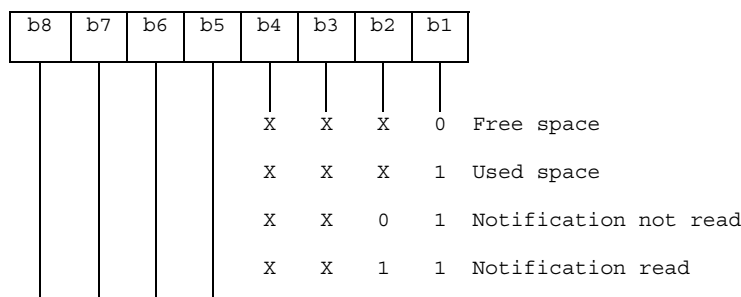 b8 b7 b6 b5 b4 b3 b2 b1
X X X 0 Free space
X X X 1 Used space
X X 0 1 Notification not read
X X 1 1 Notification read